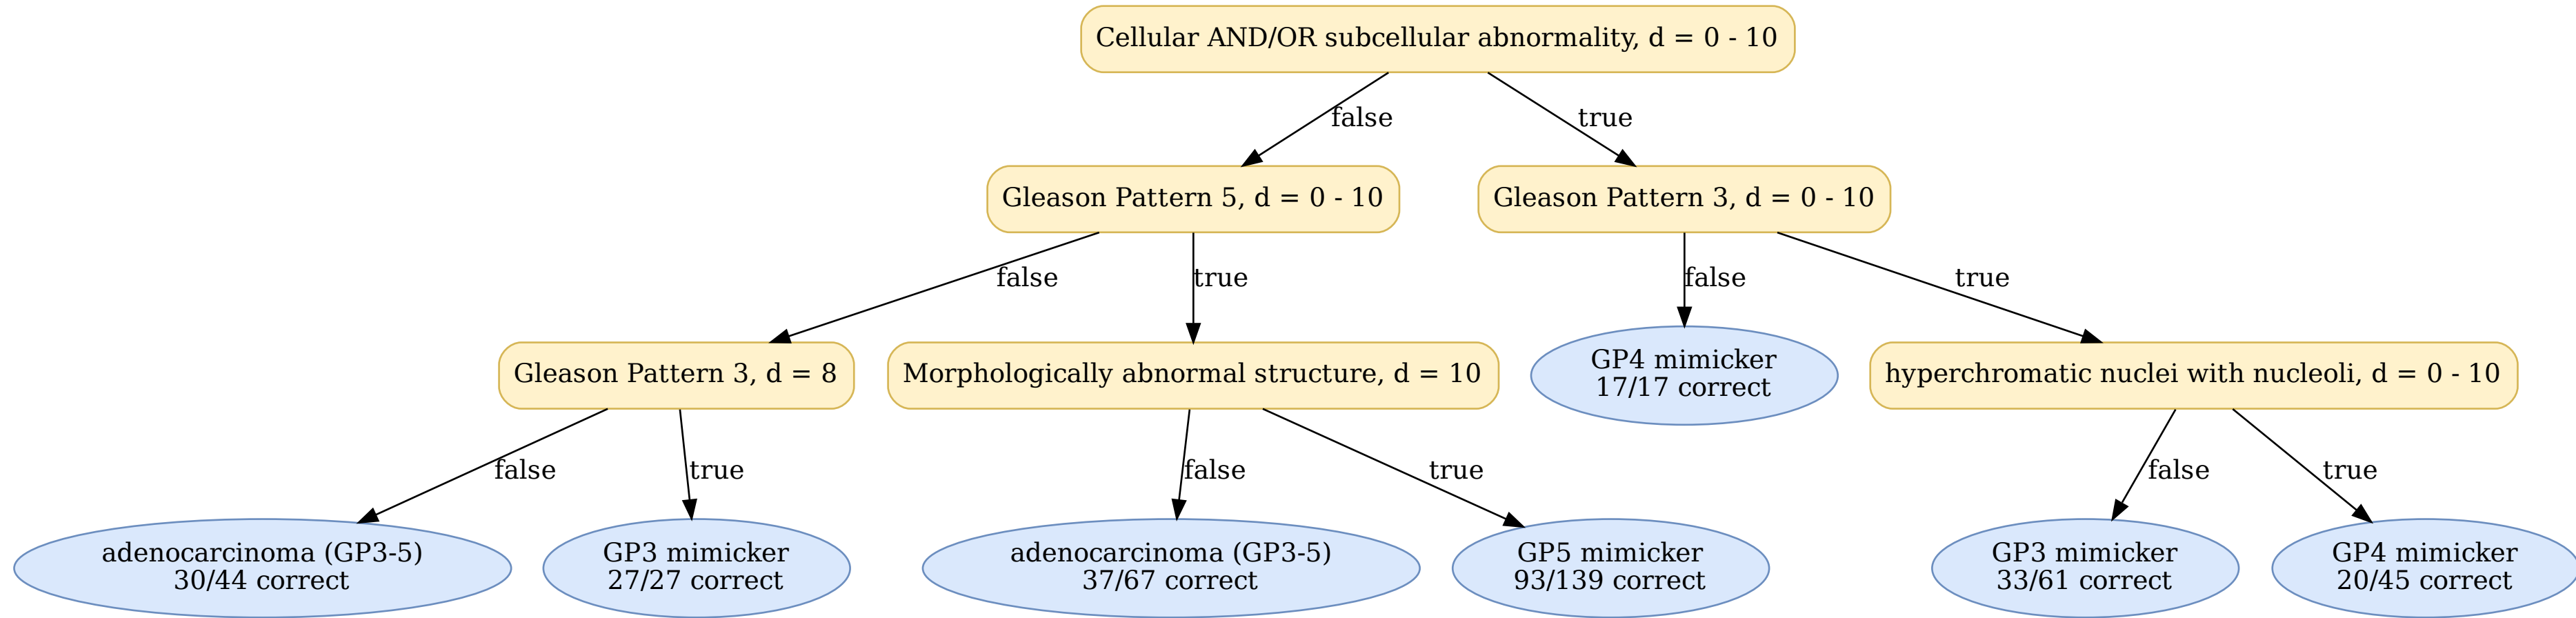 Cellular AND/OR subcellular abnormality, d = 0 - 10
false
true
Gleason Pattern 5, d = 0 - 10
Gleason Pattern 3, d = 0 - 10
false
true
false
true
Gleason Pattern 3, d = 8
Morphologically abnormal structure, d = 10
GP4 mimicker
17/17 correct
hyperchromatic nuclei with nucleoli, d = 0 - 10
false
true
false
true
false
true
adenocarcinoma (GP3-5)
30/44 correct
GP3 mimicker
27/27 correct
adenocarcinoma (GP3-5)
37/67 correct
GP5 mimicker
93/139 correct
GP3 mimicker
33/61 correct
GP4 mimicker
20/45 correct